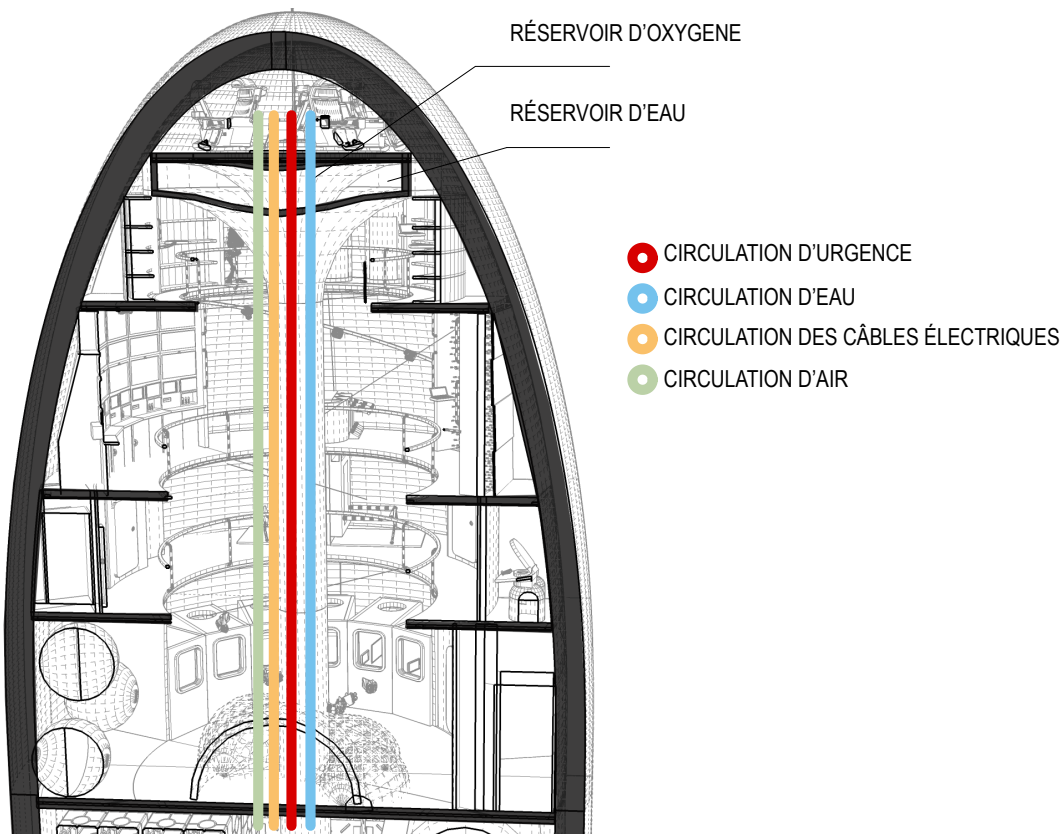 RÉSERVOIR D'OXYGENE
RÉSERVOIR D'EAU
CIRCULATION D'URGENCE
CIRCULATION D'EAU
CIRCULATION DES CÂBLES ÉLECTRIQUES
CIRCULATION D'AIR